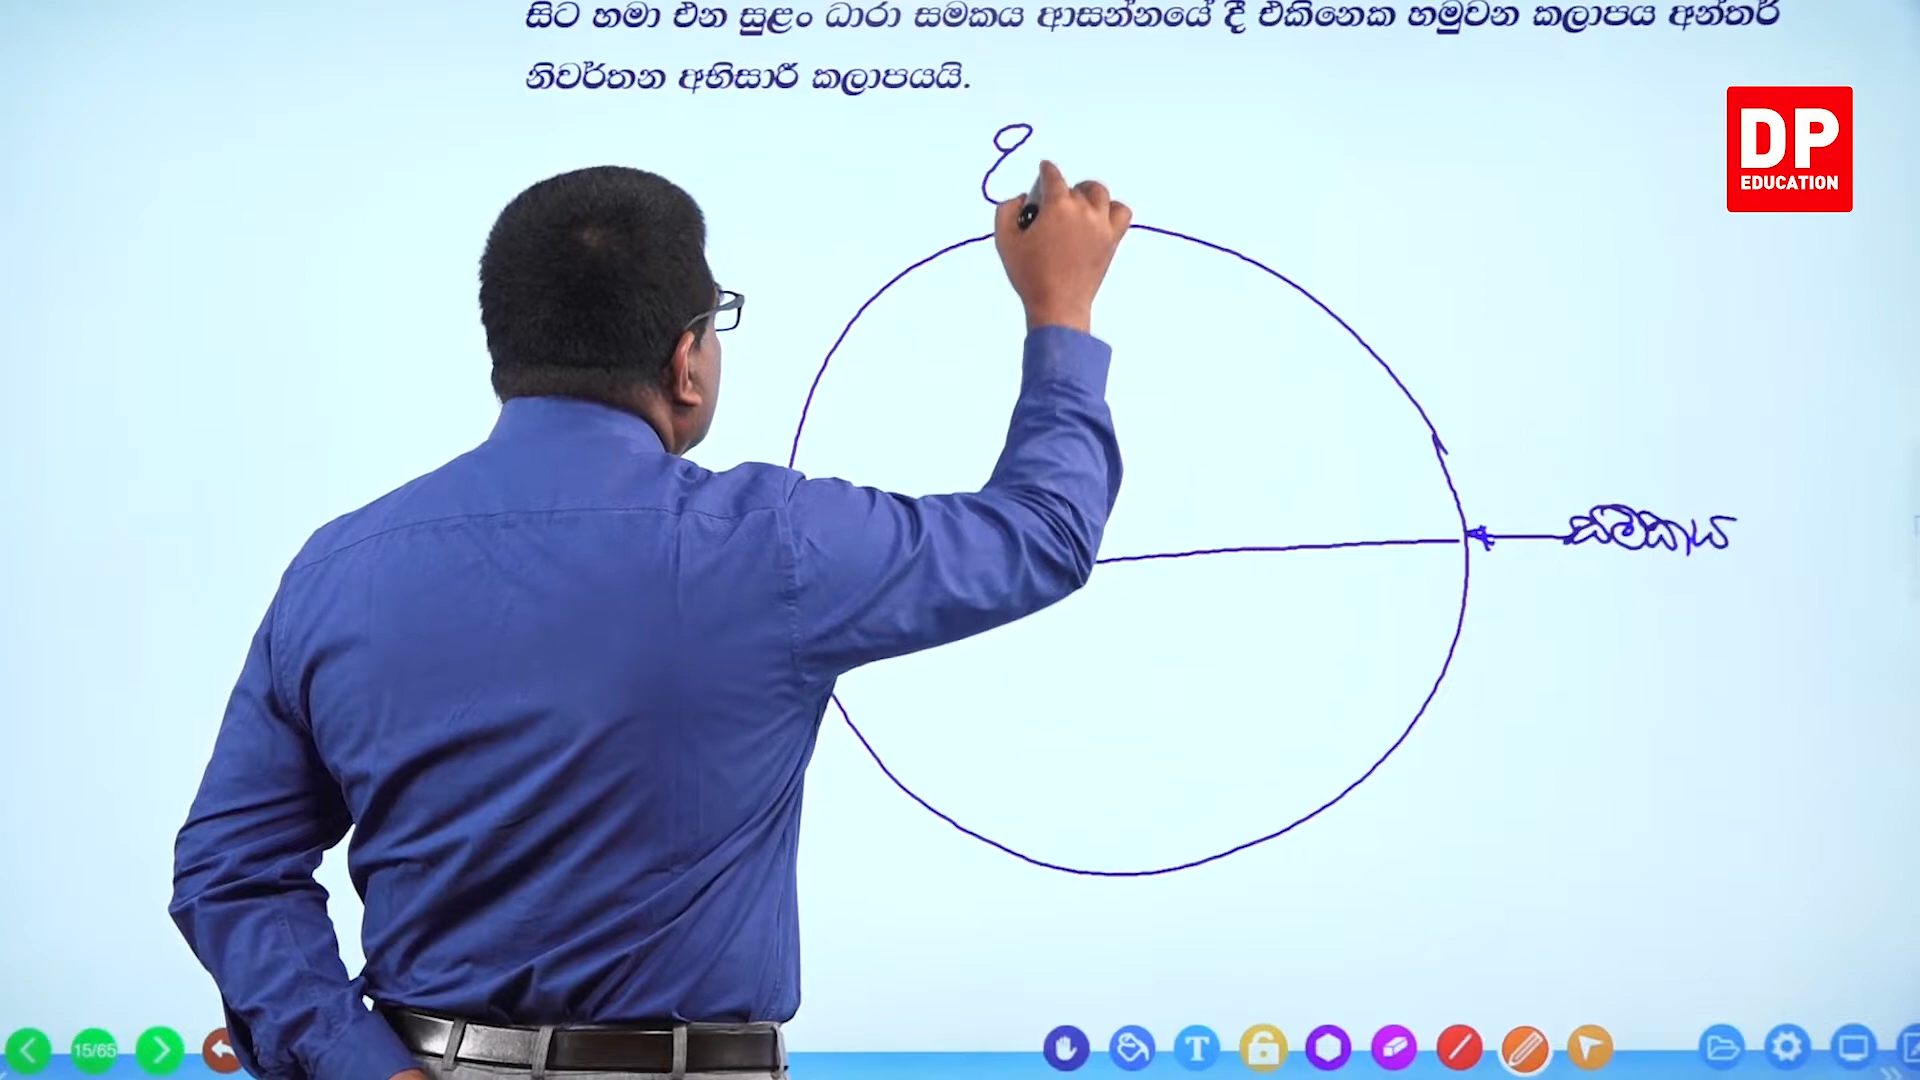 සිට හමා එන සුළං ධාරා සමකය ආසන්නයේ දී එකිනෙක හමුවන කලාපය අන්තර්
නිවර්තන අභිසාරී කලාපයයි.
DP
EDUCATION
සමකය
15/65
T